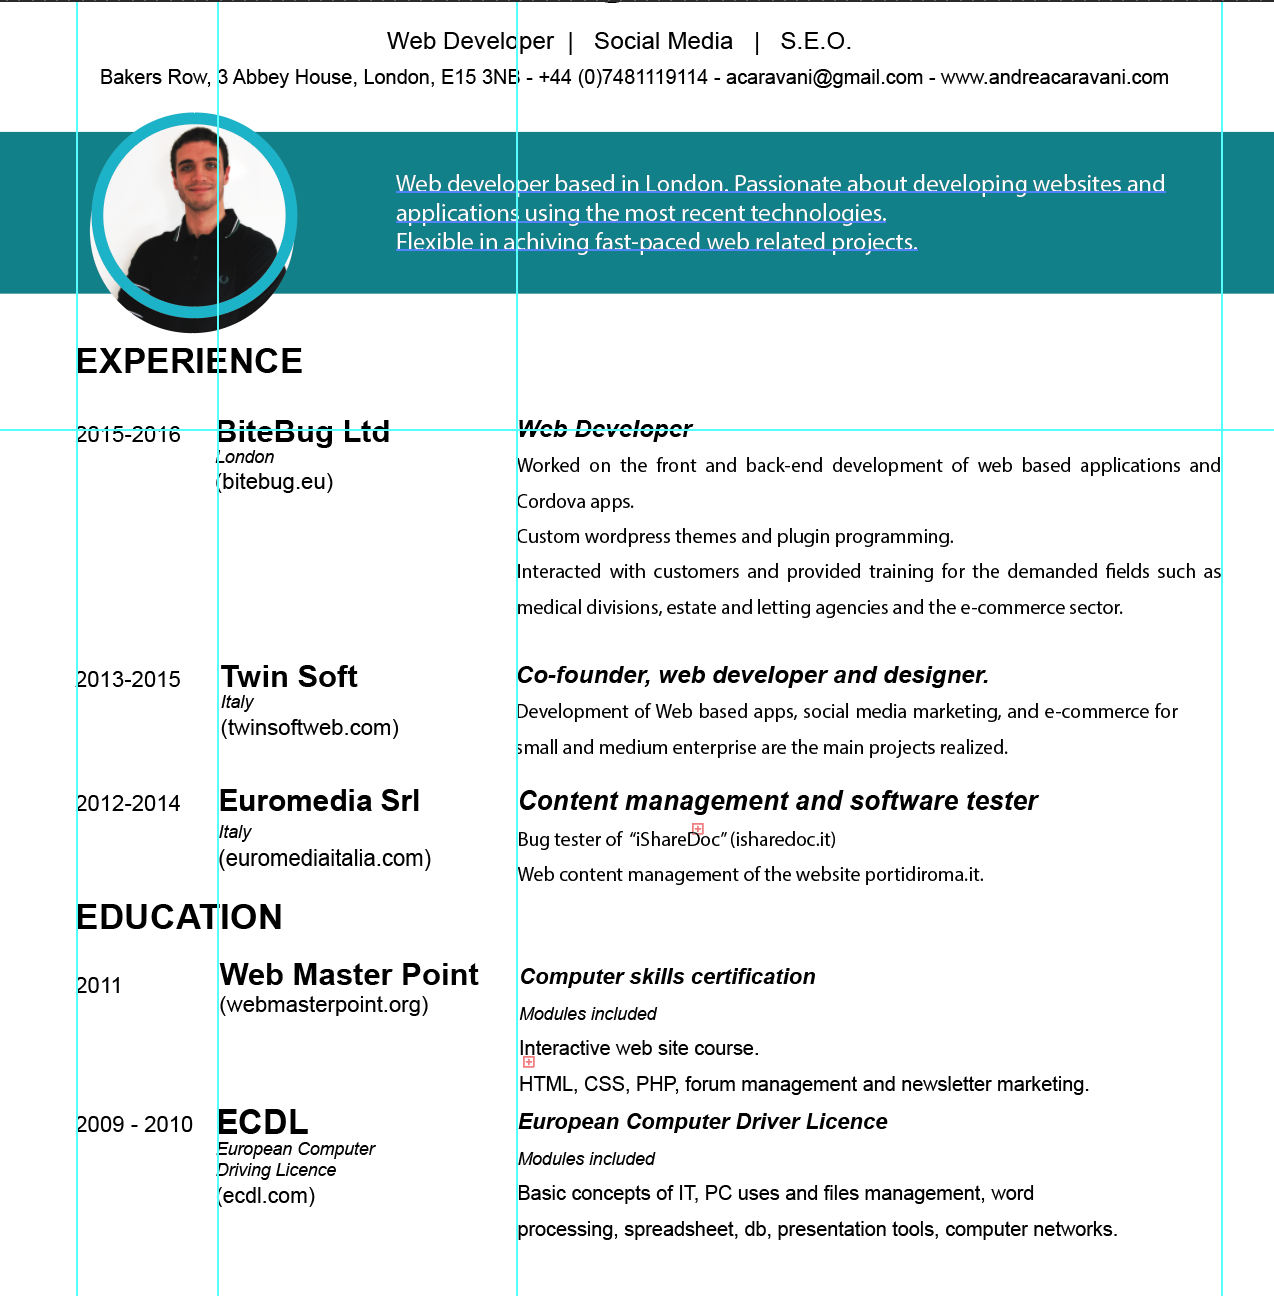 Web Developer | Social Media | S.E.O.
Bakers Row, 3 Abbey House, London, E15 3NB - +44 (0)7481119114 - acaravani@gmail.com - www.andreacaravani.com
Web developer based in London. Passionate about developing websites and
applications using the most recent technologies.
Flexible in achiving fast-paced web related projects.
EXPERIENCE
2015-2016
BiteBug Ltd
London
(bitebug.eu)
Web Developer
Worked on the front and back-end development of web based applications and
Cordova apps.
Custom wordpress themes and plugin programming.
Interacted with customers and provided training for the demanded fields such as
medical divisions, estate and letting agencies and the e-commerce sector.
2013-2015
Twin Soft
Italy
(twinsoftweb.com)
Co-founder, web developer and designer.
Development of Web based apps, social media marketing, and e-commerce for
small and medium enterprise are the main projects realized.
2012-2014
Euromedia Srl
Italy
(euromediaitalia.com)
Content management and software tester
Bug tester of “iShareDoc” (isharedoc.it)
Web content management of the website portidiroma.it.
EDUCATION
2011
Web Master Point
(webmasterpoint.org)
Computer skills certification
Modules included
Interactive web site course.
HTML, CSS, PHP, forum management and newsletter marketing.
2009 - 2010
ECDL
European Computer
Driving Licence
(ecdl.com)
European Computer Driver Licence
Modules included
Basic concepts of IT, PC uses and files management, word
processing, spreadsheet, db, presentation tools, computer networks.